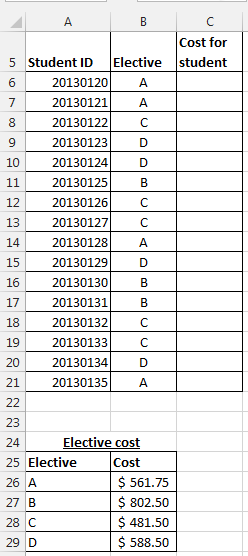 A B C
Cost for
5 Student ID Elective student
6 20130120 A
7 20130121 A
8 20130122 C
9 20130123 D
10 20130124 D
11 20130125 B
12 20130126 C
13 20130127 C
14 20130128 A
15 20130129 D
16 20130130 B
17 20130131 B
18 20130132 C
19 20130133 C
20 20130134 D
21 20130135 A
22
23
24 Elective cost
25 Elective Cost
26 A $ 561.75
27 B $ 802.50
28 C $ 481.50
29 D $ 588.50